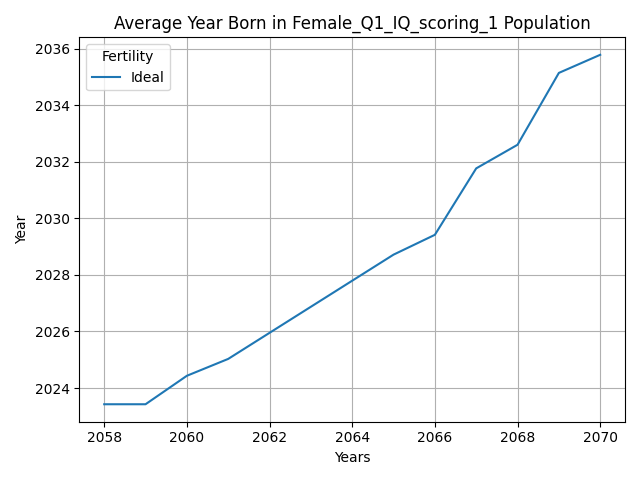 Average Year Born in Female_Q1_IQ_scoring_1 Population
Fertility
Ideal
2036
2034
2032
2030
2028
2026
2024
Year
2058 2060 2062 2064 2066 2068 2070
Years